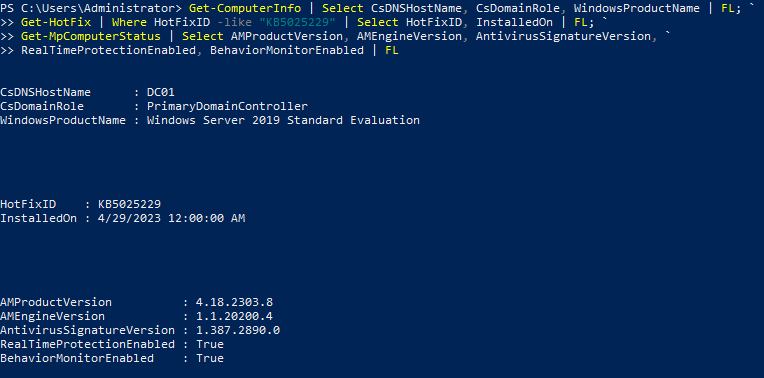 PS C:\Users\Administrator> Get-ComputerInfo | Select CsDNSHostName, CsDomainRole, WindowsProductName | FL; `
>> Get-HotFix | Where HotFixID -like "KB5025229" | Select HotFixID, InstalledOn | FL; `
>> Get-MpComputerStatus | Select AMProductVersion, AMEngineVersion, AntivirusSignatureVersion, `
>> RealTimeProtectionEnabled, BehaviorMonitorEnabled | FL
CsDNSHostName : DC01
CsDomainRole : PrimaryDomainController
WindowsProductName : Windows Server 2019 Standard Evaluation
HotFixID : KB5025229
InstalledOn : 4/29/2023 12:00:00 AM
AMProductVersion : 4.18.2303.8
AMEngineVersion : 1.1.20200.4
AntivirusSignatureVersion : 1.387.2890.0
RealTimeProtectionEnabled : True
BehaviorMonitorEnabled : True